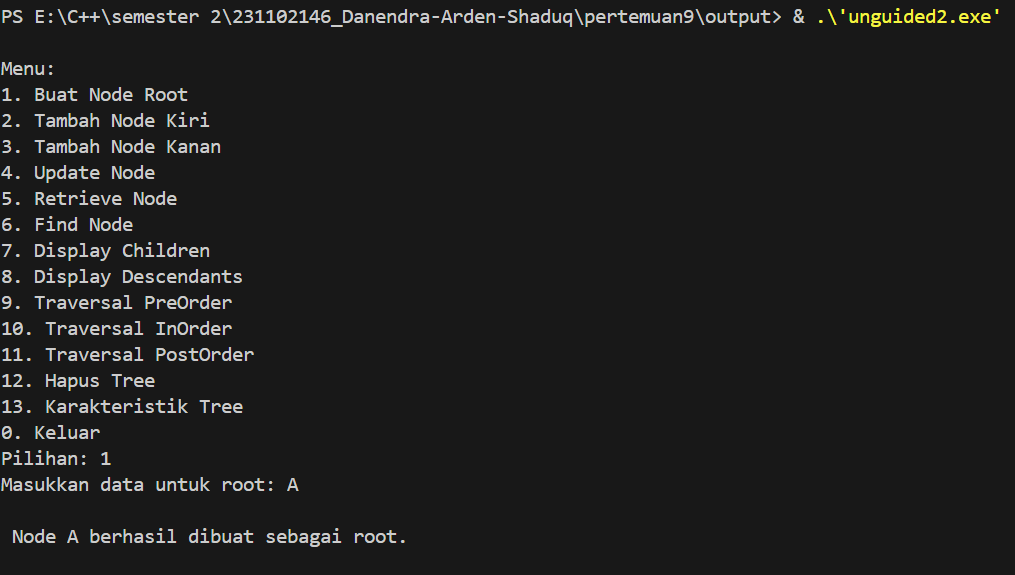 PS E:\C++\semester 2\231102146_Danendra-Arden-Shaduq\pertemuan9\output> & .\'unguided2.exe'
Menu:
1. Buat Node Root
2. Tambah Node Kiri
3. Tambah Node Kanan
4. Update Node
5. Retrieve Node
6. Find Node
7. Display Children
8. Display Descendants
9. Traversal PreOrder
10. Traversal InOrder
11. Traversal PostOrder
12. Hapus Tree
13. Karakteristik Tree
0. Keluar
Pilihan: 1
Masukkan data untuk root: A
Node A berhasil dibuat sebagai root.